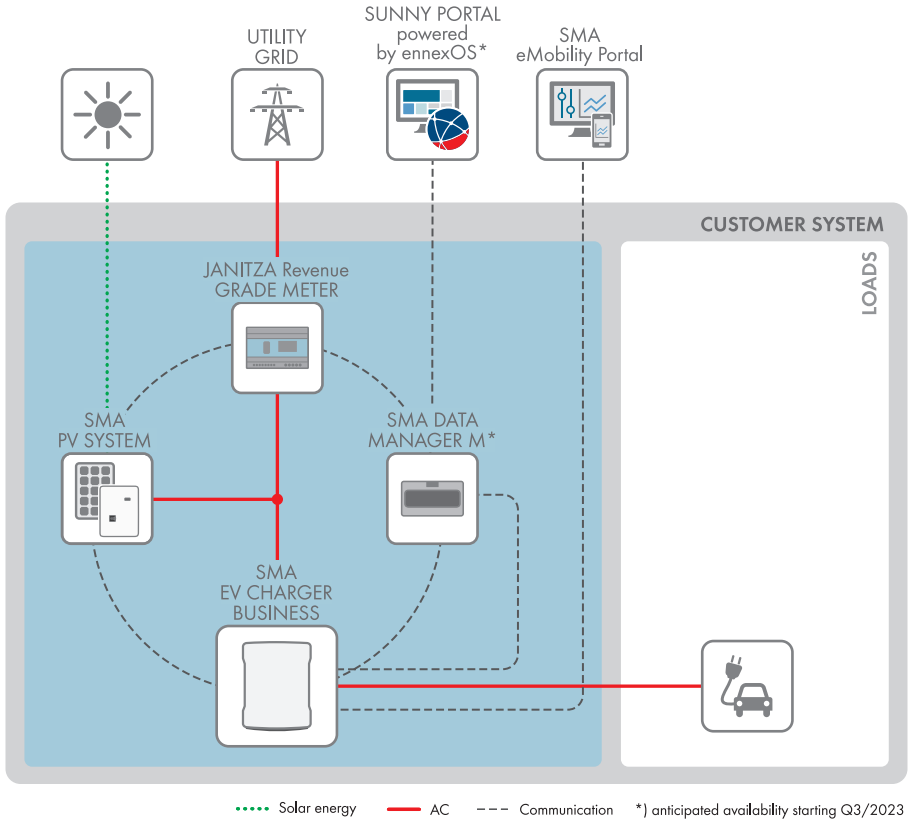 UTILITY
GRID
SUNNY PORTAL
powered
by ennexOS*
SMA
eMobility Portal
CUSTOMER SYSTEM
LOADS
JANITZA Revenue
GRADE METER
SMA
PV SYSTEM
SMA DATA
MANAGER M*
SMA
EV CHARGER
BUSINESS
Solar energy
AC
Communication
*) anticipated availability starting Q3/2023